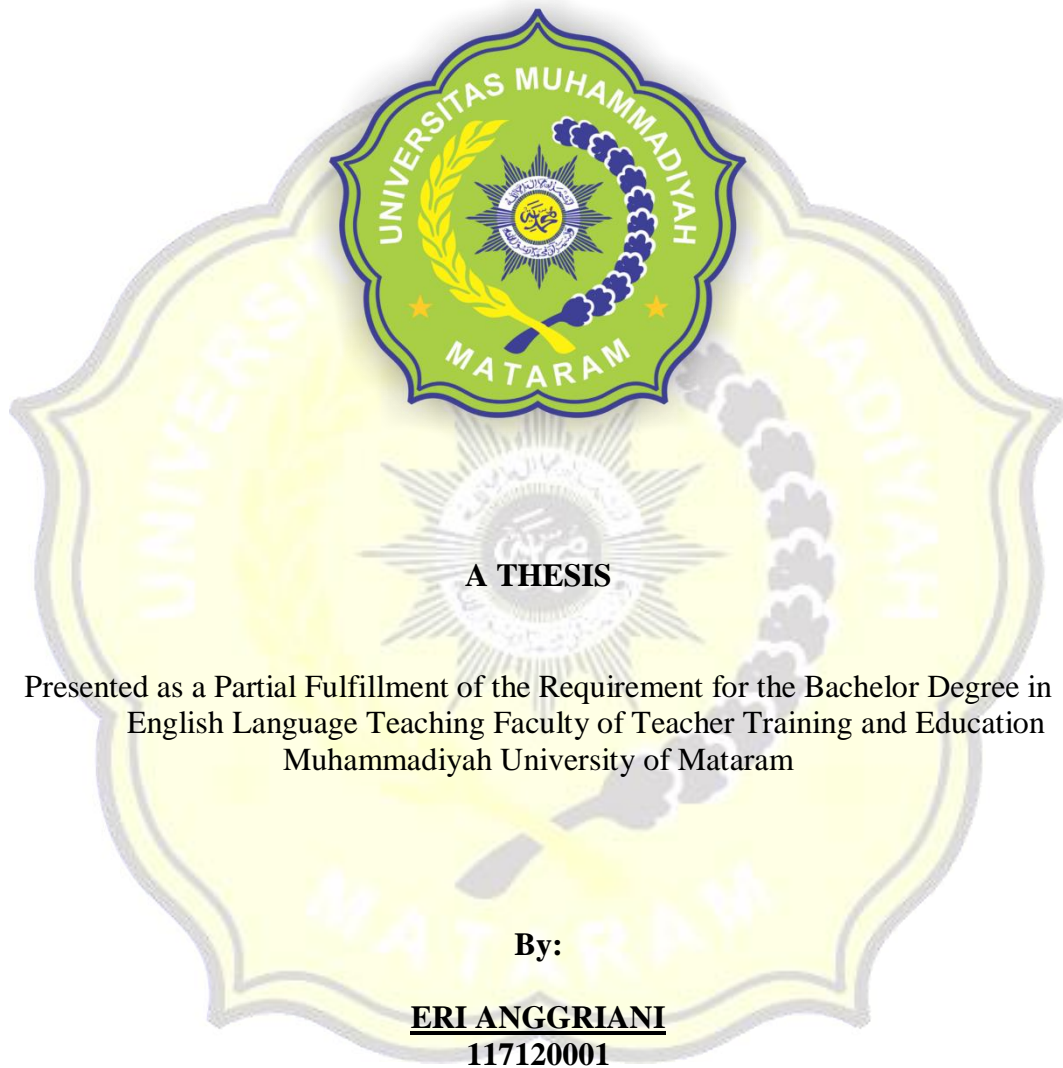 UNIVERSITAS MUHAMMADIYAH
MATARAM
A THESIS
Presented as a Partial Fulfillment of the Requirement for the Bachelor Degree in
English Language Teaching Faculty of Teacher Training and Education
Muhammadiyah University of Mataram
By:
ERI ANGGRIANI
117120001